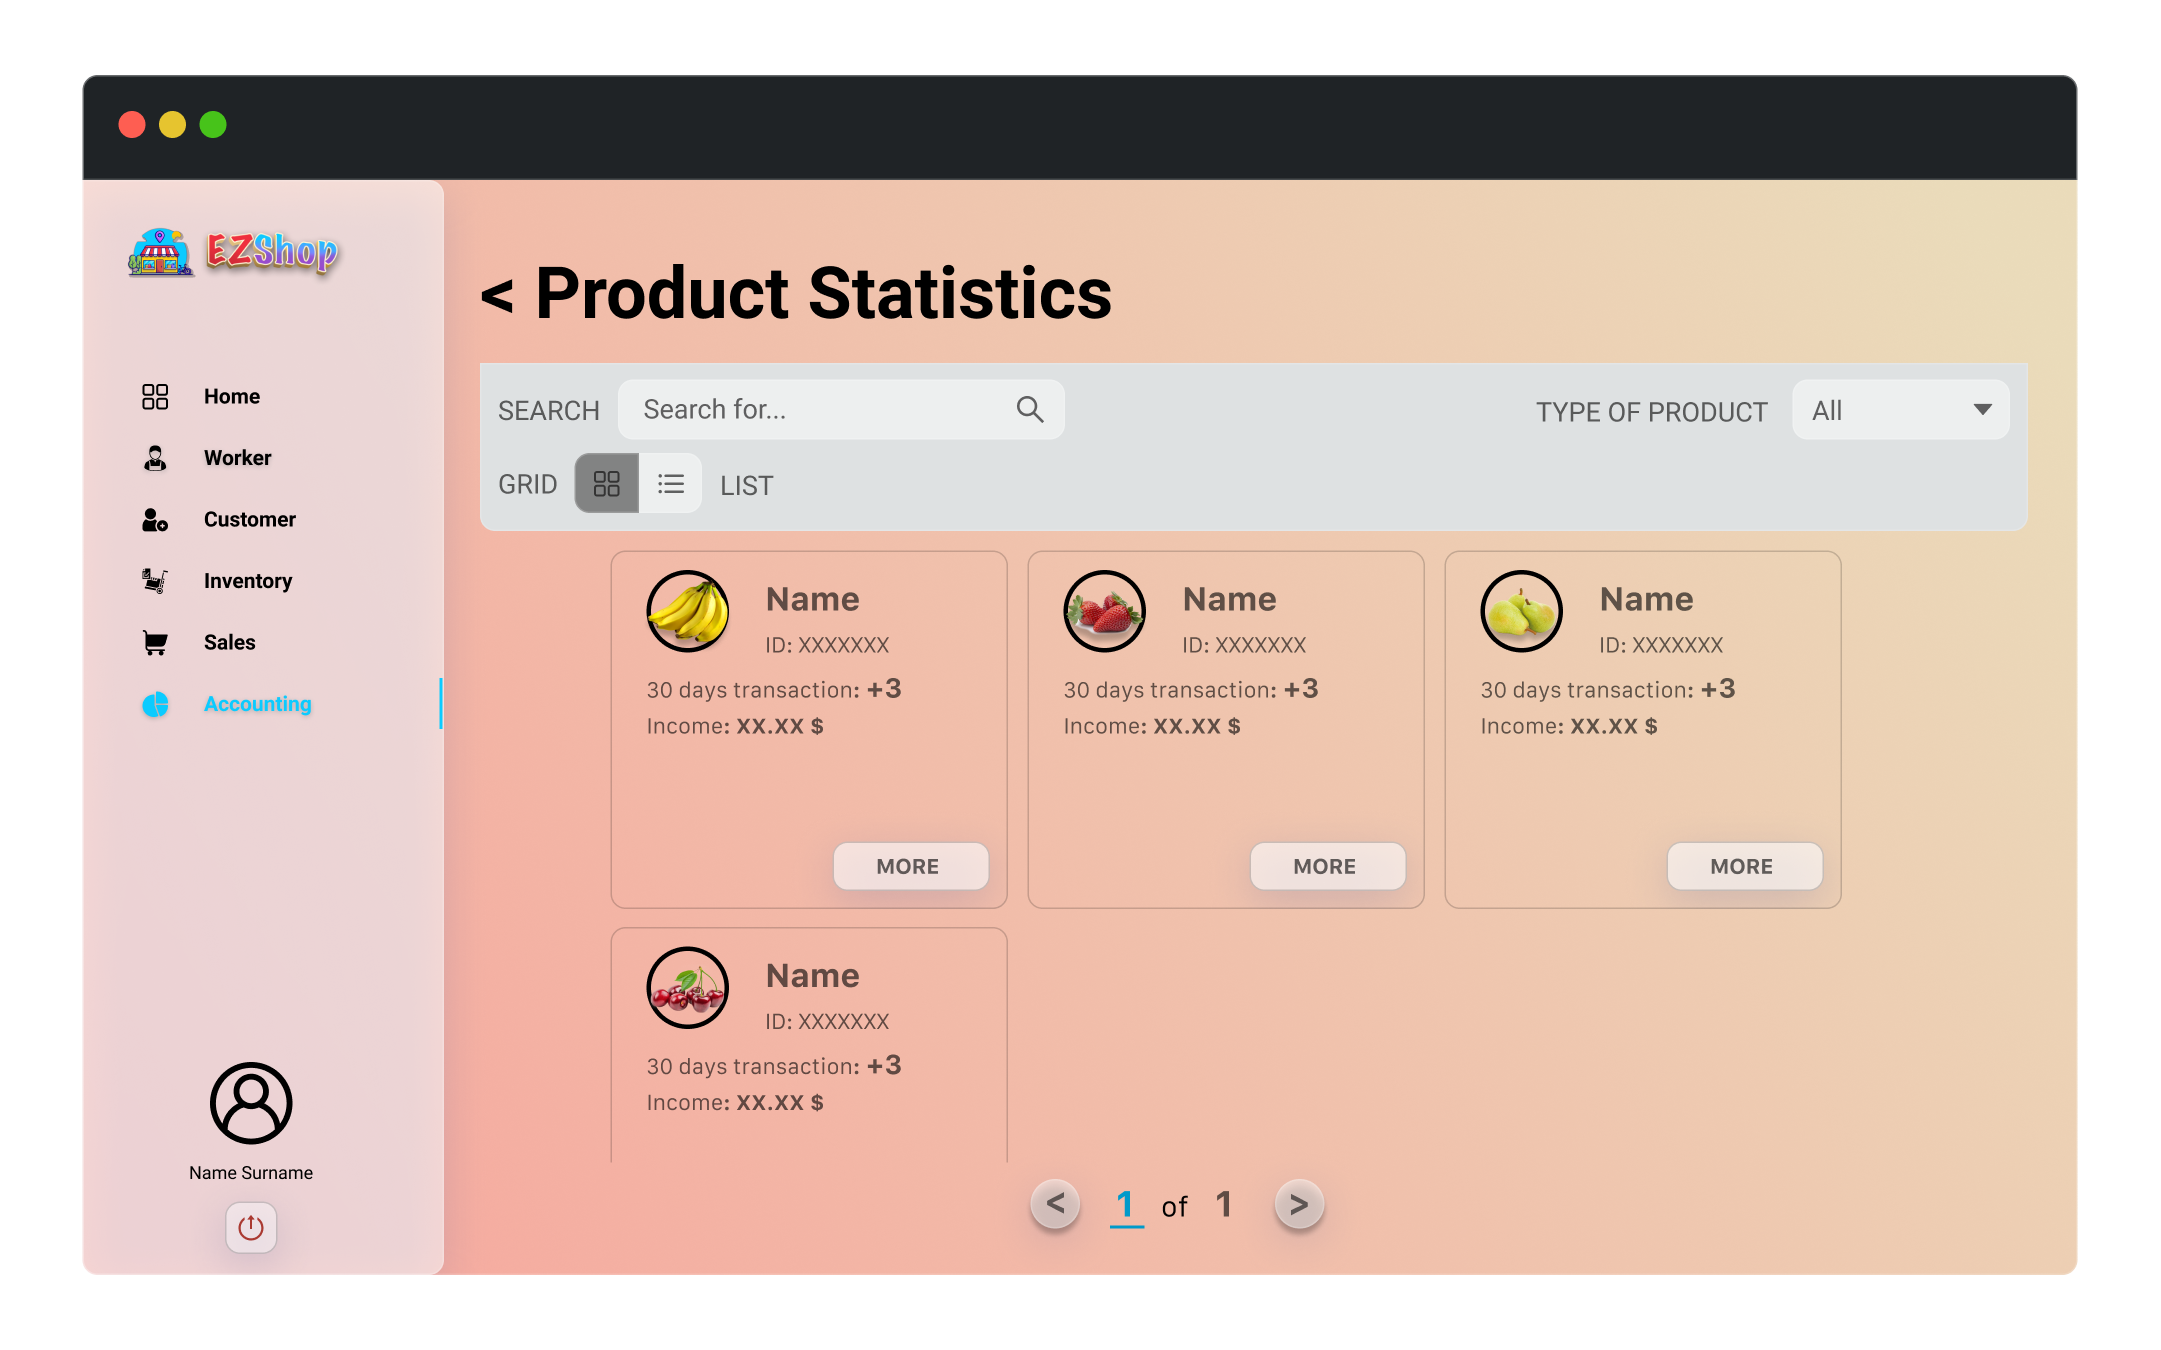 EZShop
Home
Worker
Customer
Inventory
Sales
Accounting
Name Surname
< Product Statistics
SEARCH
Search for...
TYPE OF PRODUCT
All
GRID
LIST
Name
ID: XXXXXXX
30 days transaction: +3
Income: XX.XX $
MORE
Name
ID: XXXXXXX
30 days transaction: +3
Income: XX.XX $
MORE
Name
ID: XXXXXXX
30 days transaction: +3
Income: XX.XX $
MORE
Name
ID: XXXXXXX
30 days transaction: +3
Income: XX.XX $
< 1 of 1 >